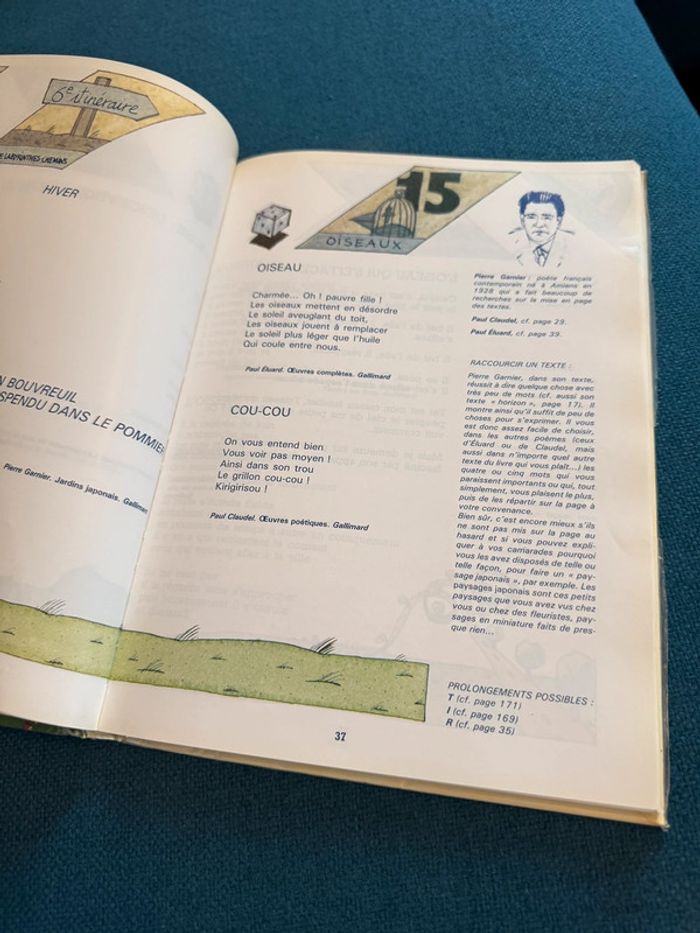 6e itinéraire
LABYRINTHES-CHEMINS
HIVER
BOUVREUIL
DANS LE POMMIER
Pierre Garnier. Jardins japonais.
15
OISEAUX
OISEAU
Charmée... Oh ! pauvre fille !
Les oiseaux mettent en désordre
Le soleil aveuglant du toit,
Les oiseaux jouent à remplacer
Le soleil plus léger que l'huile
Qui coule entre nous.
Paul Éluard. Œuvres complètes. Gallimard
COU-COU
On vous entend bien
Vous voir pas moyen !
Ainsi dans son trou
Le grillon cou-cou !
Kirigirisou !
Paul Claudel. Œuvres poétiques. Gallimard
Pierre Garnier : poète français
contemporain né à Amiens en
1928 qui a fait beaucoup de
recherches sur la mise en page
des textes.
Paul Claudel, cf. page 29.
Paul Éluard, cf. page 39.
RACCOURCIR UN TEXTE :
Pierre Garnier, dans son texte,
réussit à dire quelque chose avec
très peu de mots (cf. aussi son
texte « horizon », page 17). Il
montre ainsi qu'il suffit de peu de
choses pour s'exprimer. Il vous
est donc assez facile de choisir,
dans les autres poèmes (ceux
d'Éluard ou de Claudel, mais
aussi dans n'importe quel autre
texte du livre qui vous plaît...) les
quatre ou cinq mots qui vous
paraissent importants ou qui, tout
simplement, vous plaisent le plus,
puis de les répartir sur la page à
votre convenance.
Bien sûr, c'est encore mieux s'ils
ne sont pas mis sur la page au
hasard et si vous pouvez expli-
quer à vos camarades pourquoi
vous les avez disposés de telle ou
telle façon, pour faire un « pay-
sage japonais », par exemple. Les
paysages japonais sont ces petits
paysages que vous avez vus chez
vous ou chez des fleuristes, pay-
sages en miniature faits de pres-
que rien...
PROLONGEMENTS POSSIBLES :
T (cf. page 171)
I (cf. page 169)
R (cf. page 35)
37